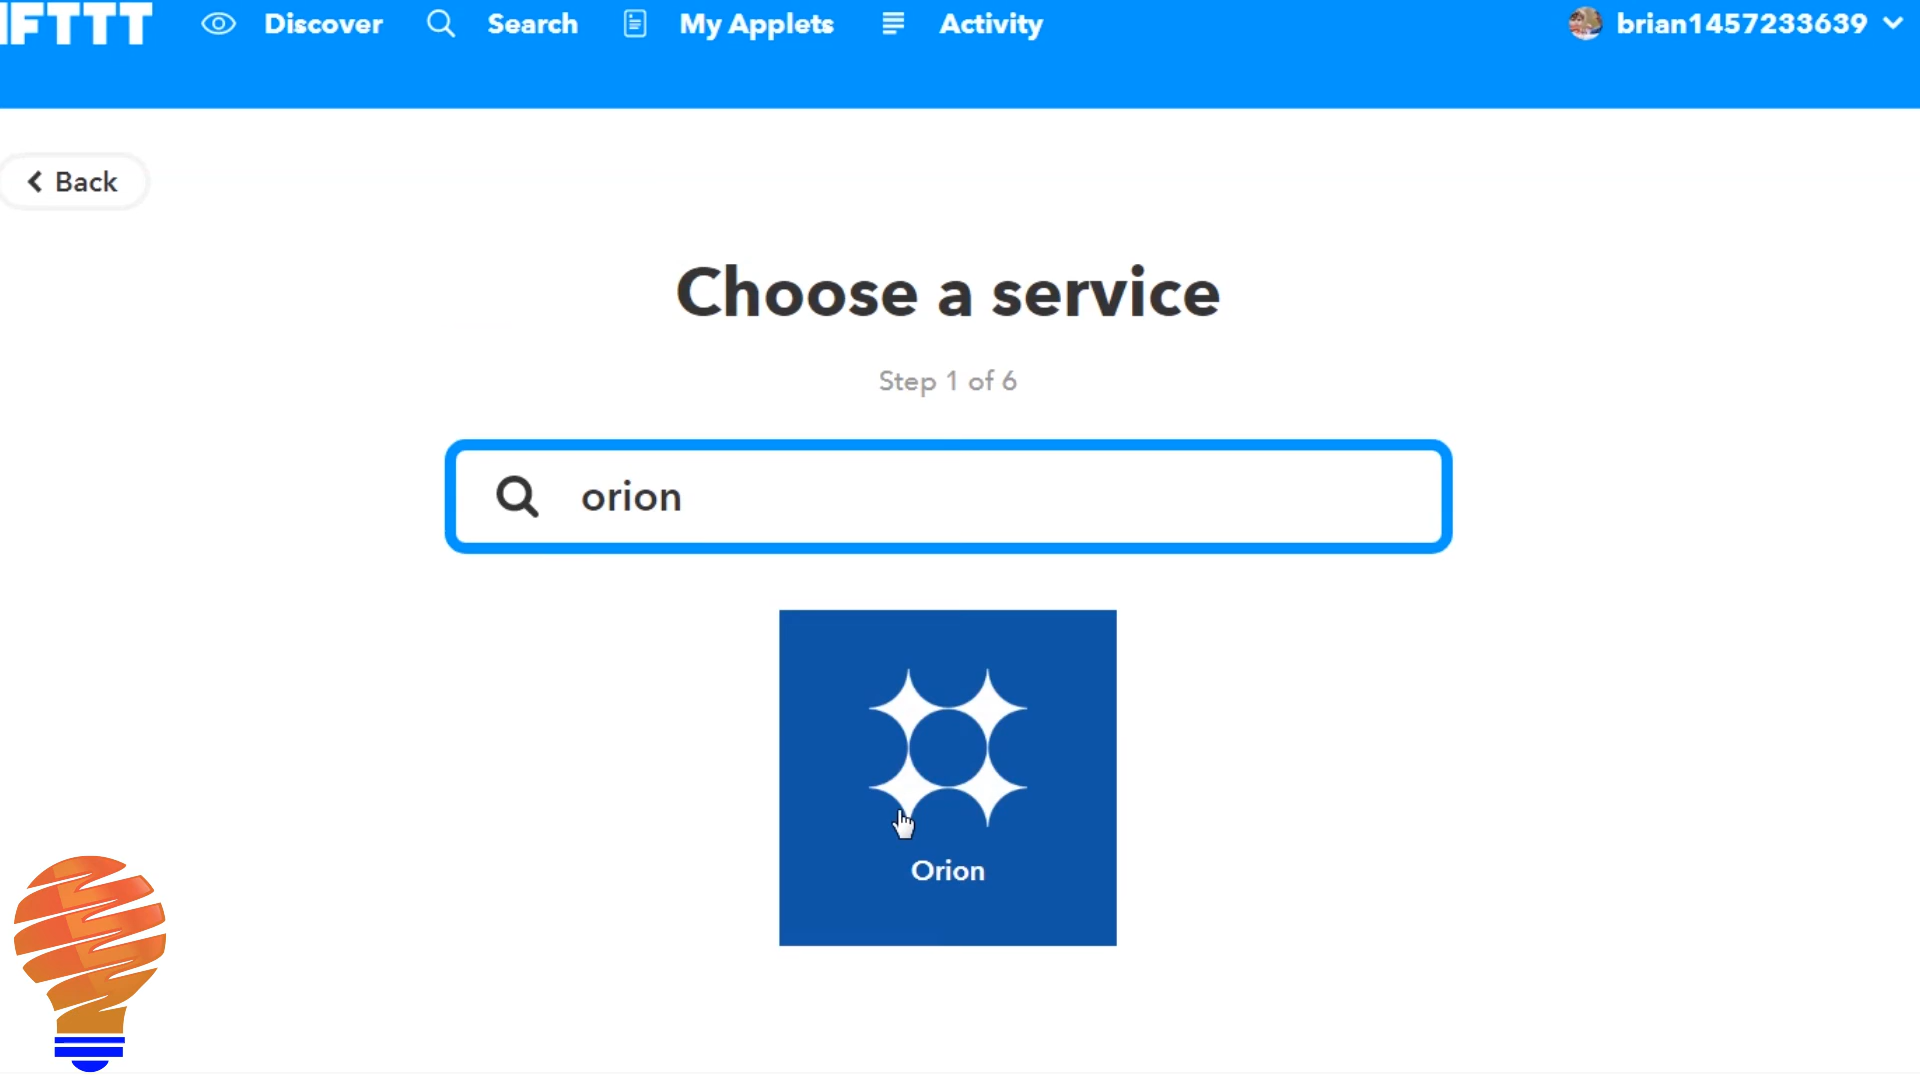 IFTTT Discover Search My Applets Activity brian1457233639
Back
Choose a service
Step 1 of 6
orion
Orion